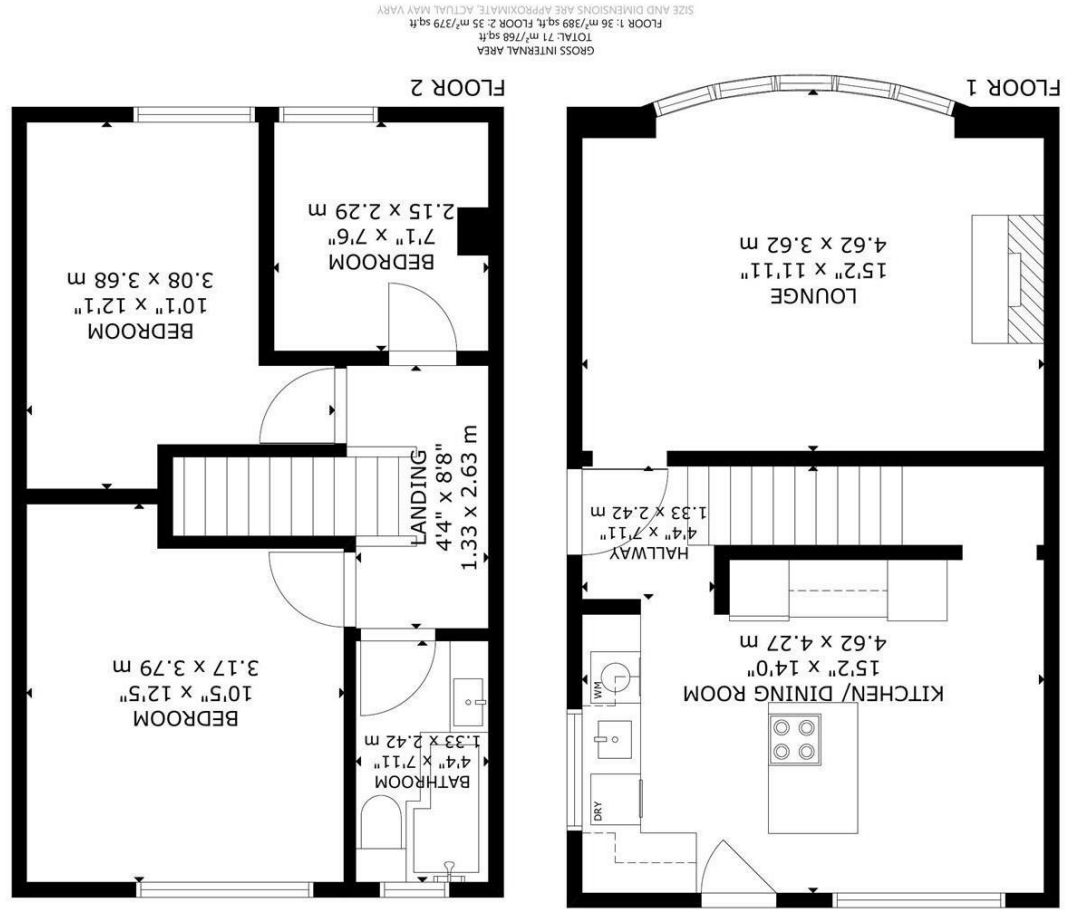 FLOOR 1
LOUNGE
15'2" x 11'11"
4.62 x 3.62 m
HALLWAY
4'4" x 7'11"
1.33 x 2.42 m
KITCHEN/ DINING ROOM
15'2" x 14'0"
4.62 x 4.27 m
WM
DRY
FLOOR 2
BEDROOM
7'1" x 7'6"
2.15 x 2.29 m
BEDROOM
10'1" x 12'1"
3.08 x 3.68 m
LANDING
4'4" x 8'8"
1.33 x 2.63 m
BEDROOM
10'5" x 12'5"
3.17 x 3.79 m
BATHROOM
4'4" x 7'11"
1.33 x 2.42 m
GROSS INTERNAL AREA
TOTAL: 71 m²/768 sq.ft
FLOOR 1: 36 m²/389 sq.ft, FLOOR 2: 35 m²/379 sq.ft
SIZE AND DIMENSIONS ARE APPROXIMATE, ACTUAL MAY VARY